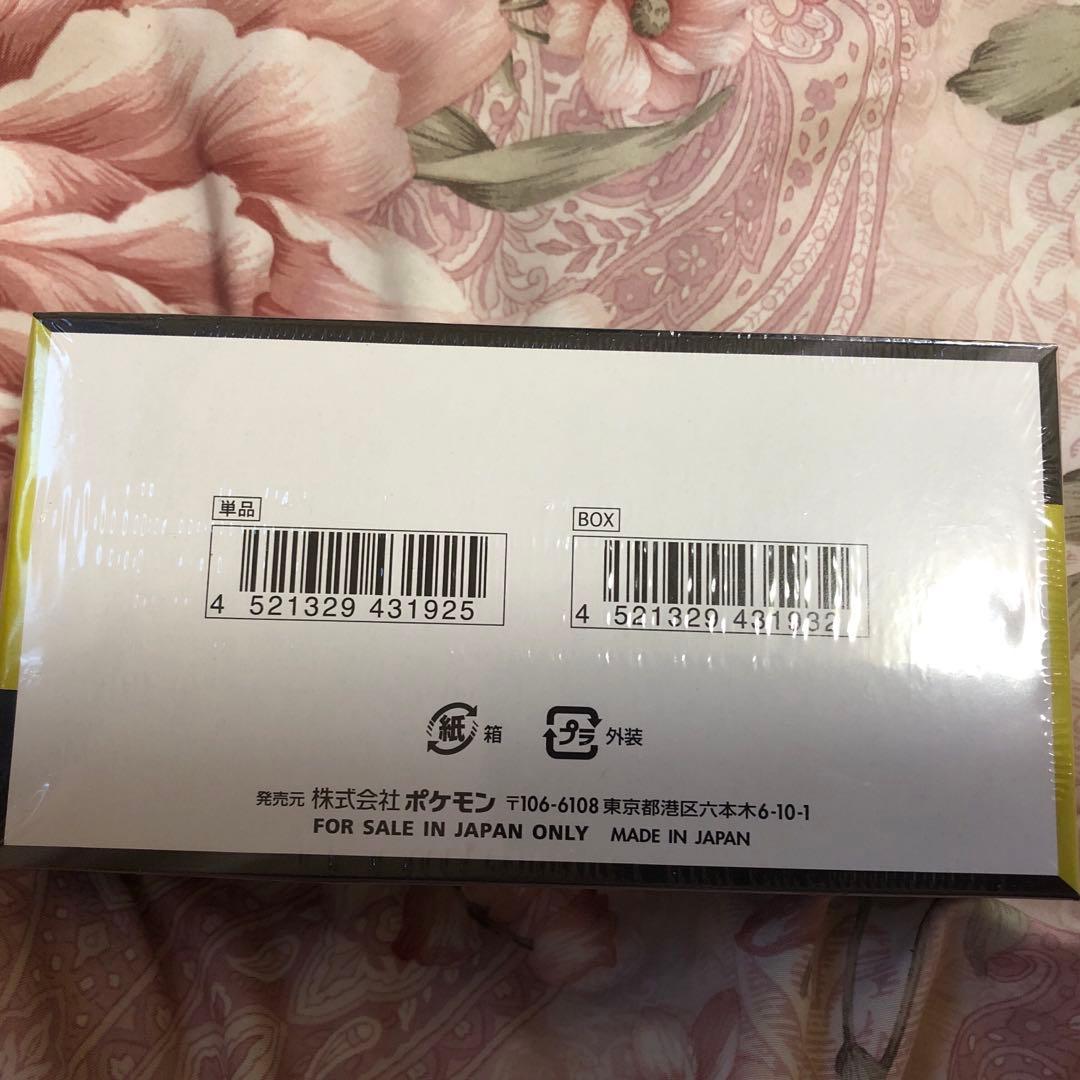 単品
BOX
4 521329 431925
4 521329 431932
紙 箱
プラ 外装
発売元 株式会社 ポケモン 〒106-6108 東京都港区六本木6-10-1
FOR SALE IN JAPAN ONLY MADE IN JAPAN